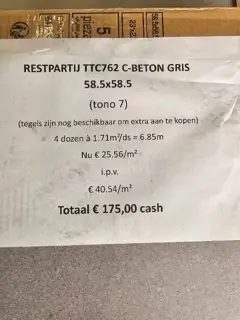 RESTPARTIJ TTC762 C-BETON GRIS
58.5x58.5
(tono 7)
(tegels zijn nog beschikbaar om extra aan te kopen)
4 dozen à 1.71m²/ds = 6.85m
Nu € 25.56/m²
i.p.v.
€ 40.54/m²
Totaal € 175,00 cash